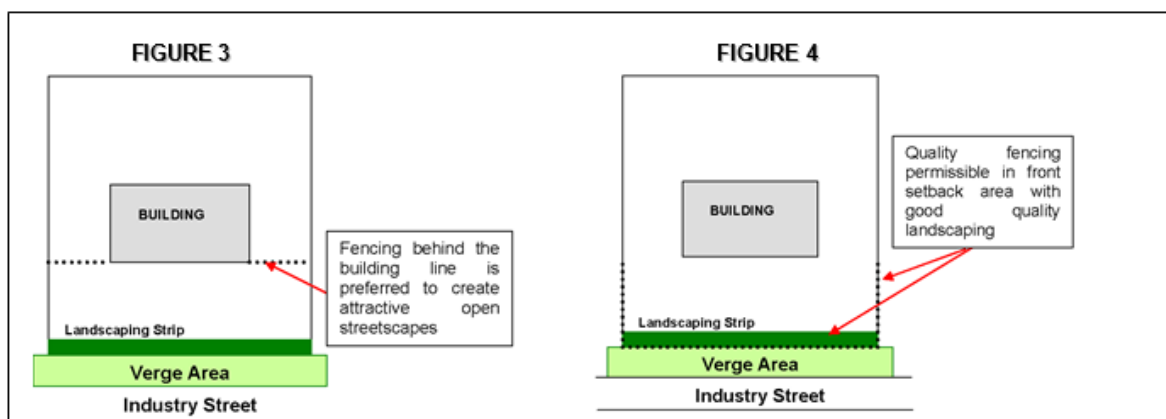 FIGURE 3
BUILDING
Fencing behind the
building line is
preferred to create
attractive open
streetscapes
Landscaping Strip
Verge Area
Industry Street
FIGURE 4
BUILDING
Quality fencing
permissible in front
setback area with
good quality
landscaping
Landscaping Strip
Verge Area
Industry Street